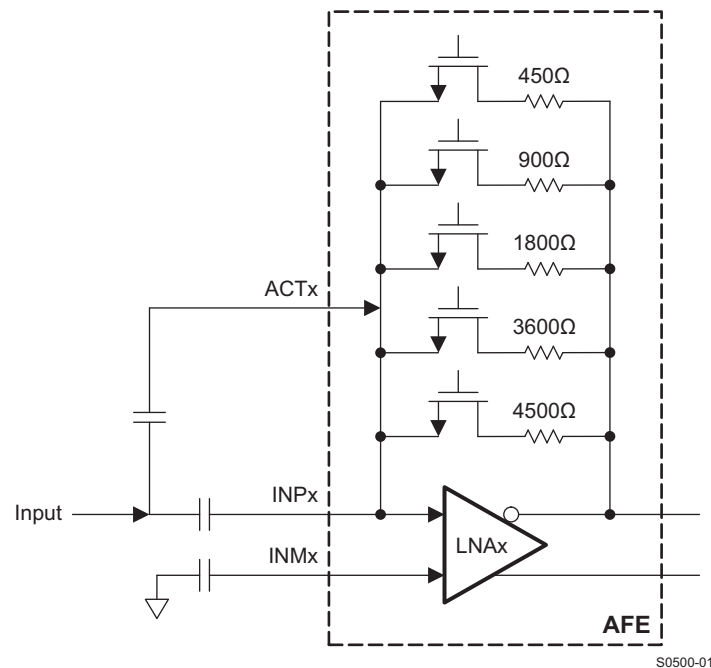 450Ω
900Ω
1800Ω
ACTx
3600Ω
4500Ω
INPx
Input
LNAx
INMx
AFE
S0500-01